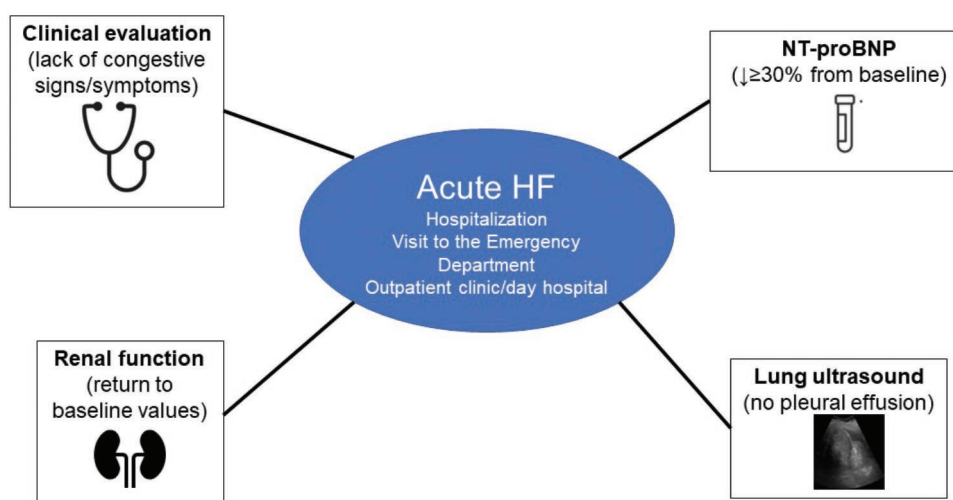 Clinical evaluation
(lack of congestive
signs/symptoms)
NT-proBNP
(↓≥30% from baseline)
Acute HF
Hospitalization
Visit to the Emergency
Department
Outpatient clinic/day hospital
Renal function
(return to
baseline values)
Lung ultrasound
(no pleural effusion)